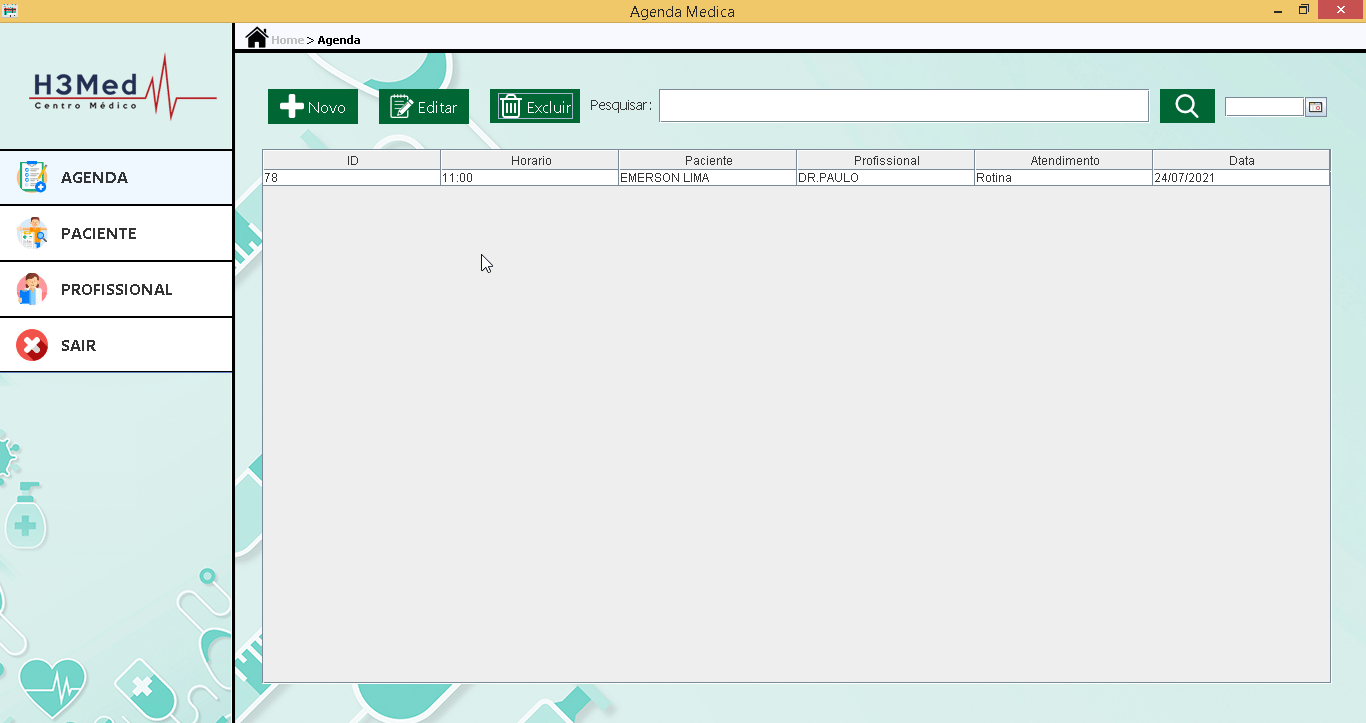 Agenda Medica
H3Med
Centro Médico
Home > Agenda
Novo
Editar
Excluir
Pesquisar:
AGENDA
PACIENTE
PROFISSIONAL
SAIR
ID Horario Paciente Profissional Atendimento Data
78 11:00 EMERSON LIMA DR.PAULO Rotina 24/07/2021